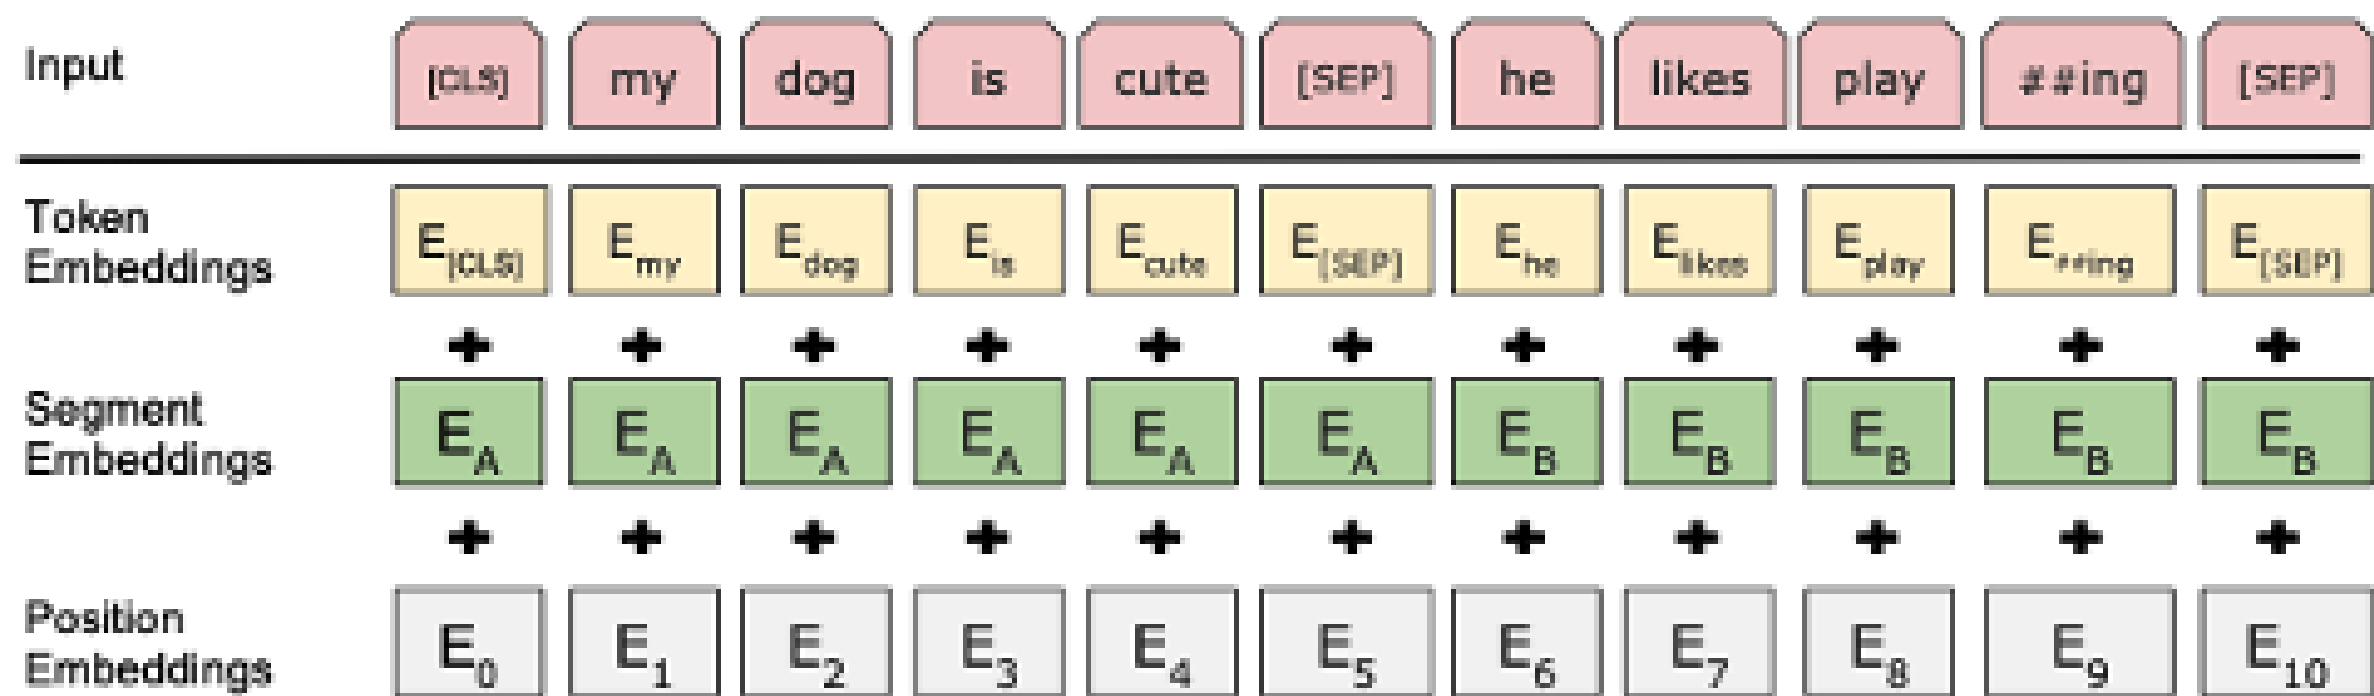 Input [CLS] my dog is cute [SEP] he likes play ##ing [SEP]
Token Embeddings E[CLS] Emy Edog Eis Ecute E[SEP] Ehe Elikes Eplay E##ing E[SEP]
+ + + + + + + + + + +
Segment Embeddings EA EA EA EA EA EA EB EB EB EB EB
+ + + + + + + + + + +
Position Embeddings E0 E1 E2 E3 E4 E5 E6 E7 E8 E9 E10